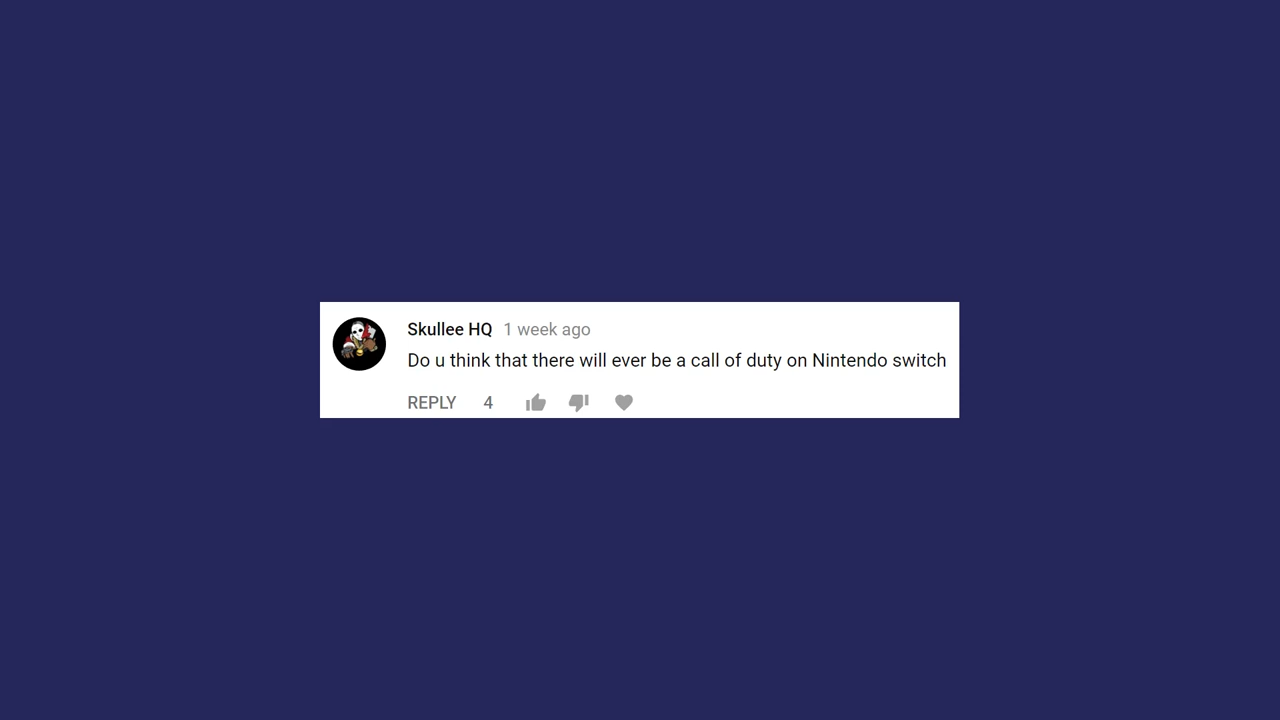 Skullee HQ 1 week ago
Do u think that there will ever be a call of duty on Nintendo switch
REPLY 4